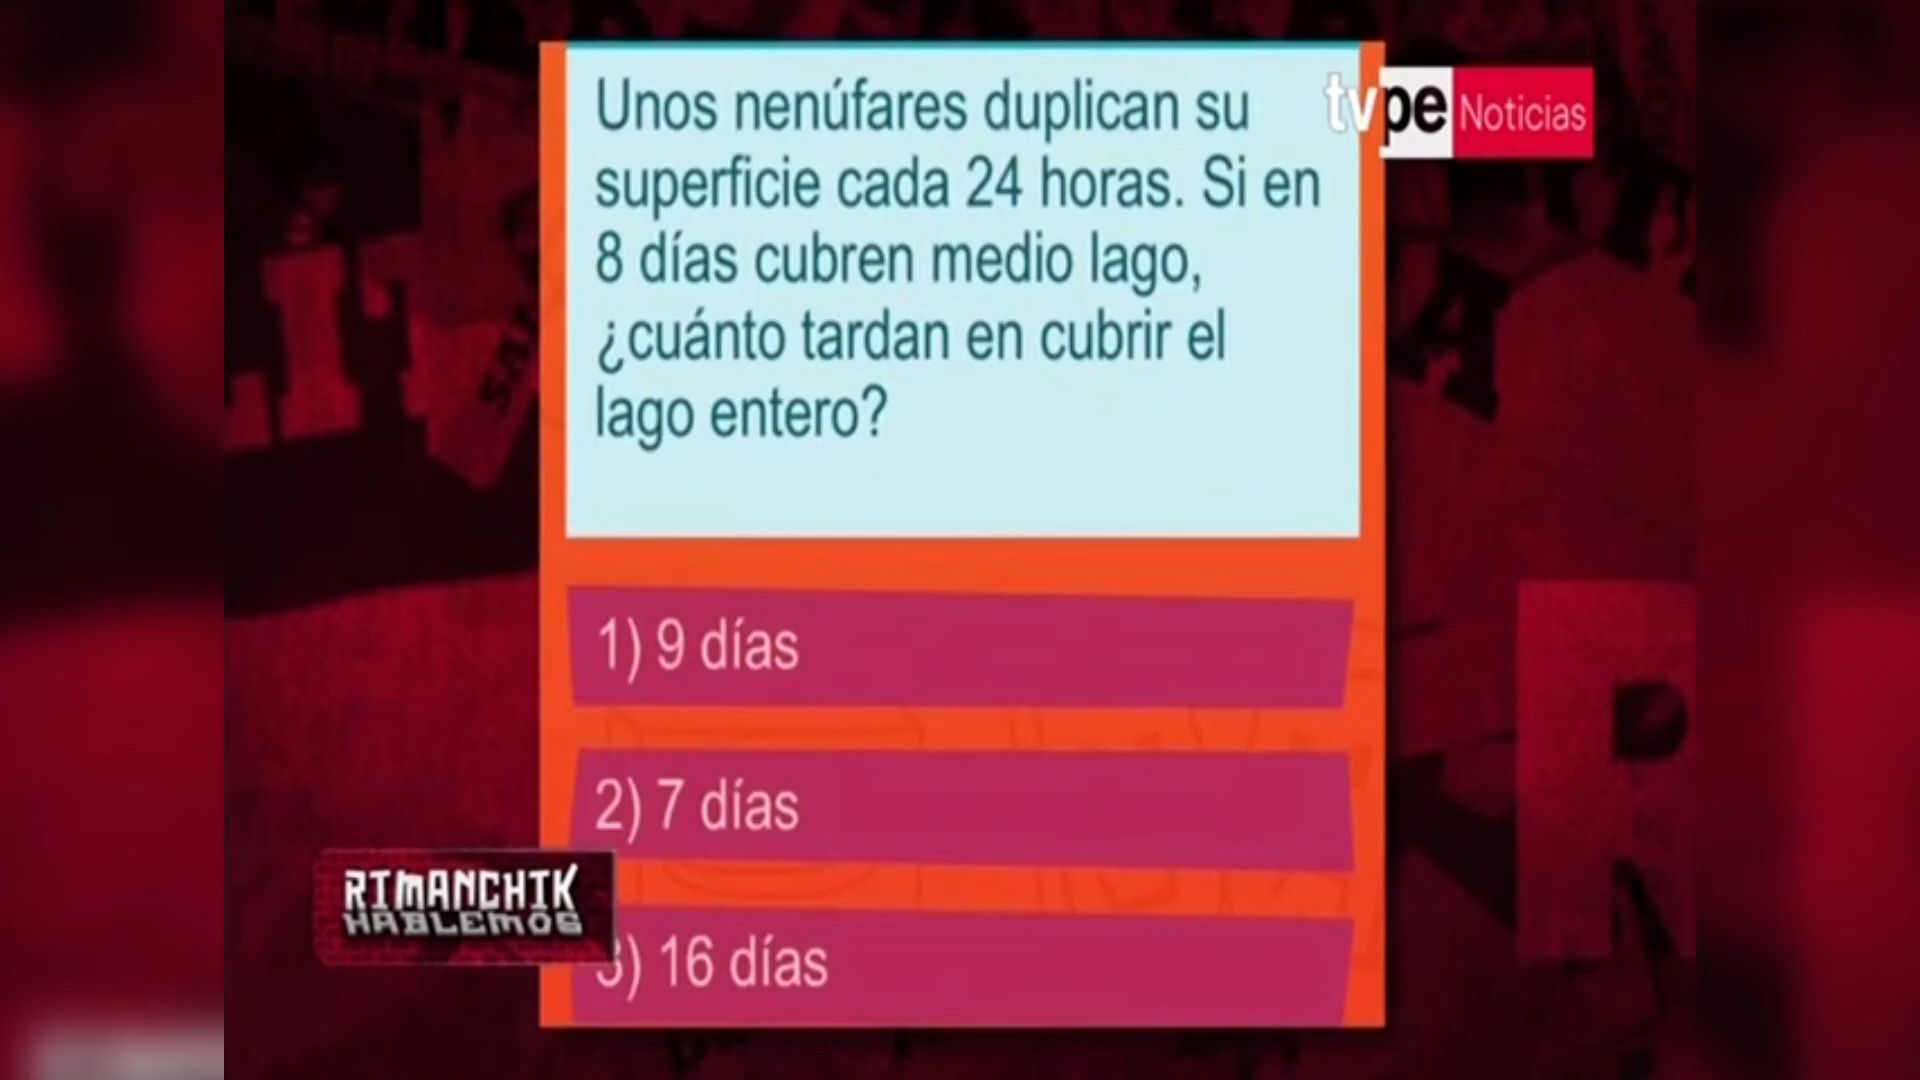 Unos nenúfares duplican su
superficie cada 24 horas. Si en
8 días cubren medio lago,
¿cuánto tardan en cubrir el
lago entero?
tvpe Noticias
1) 9 días
2) 7 días
3) 16 días
RIMANCHIK
HABLEMOS